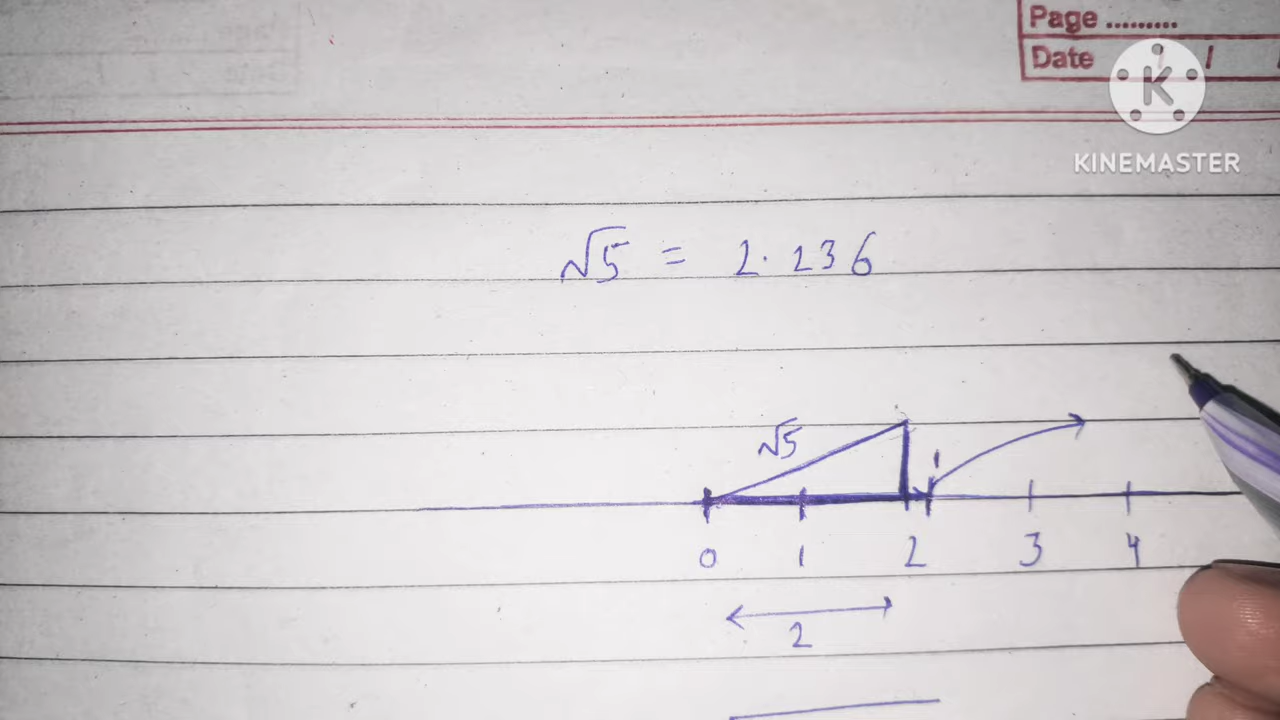 Page .........
Date / /
KINEMASTER
√5 = 2.236
√5 1
0 1 2 3 4
2